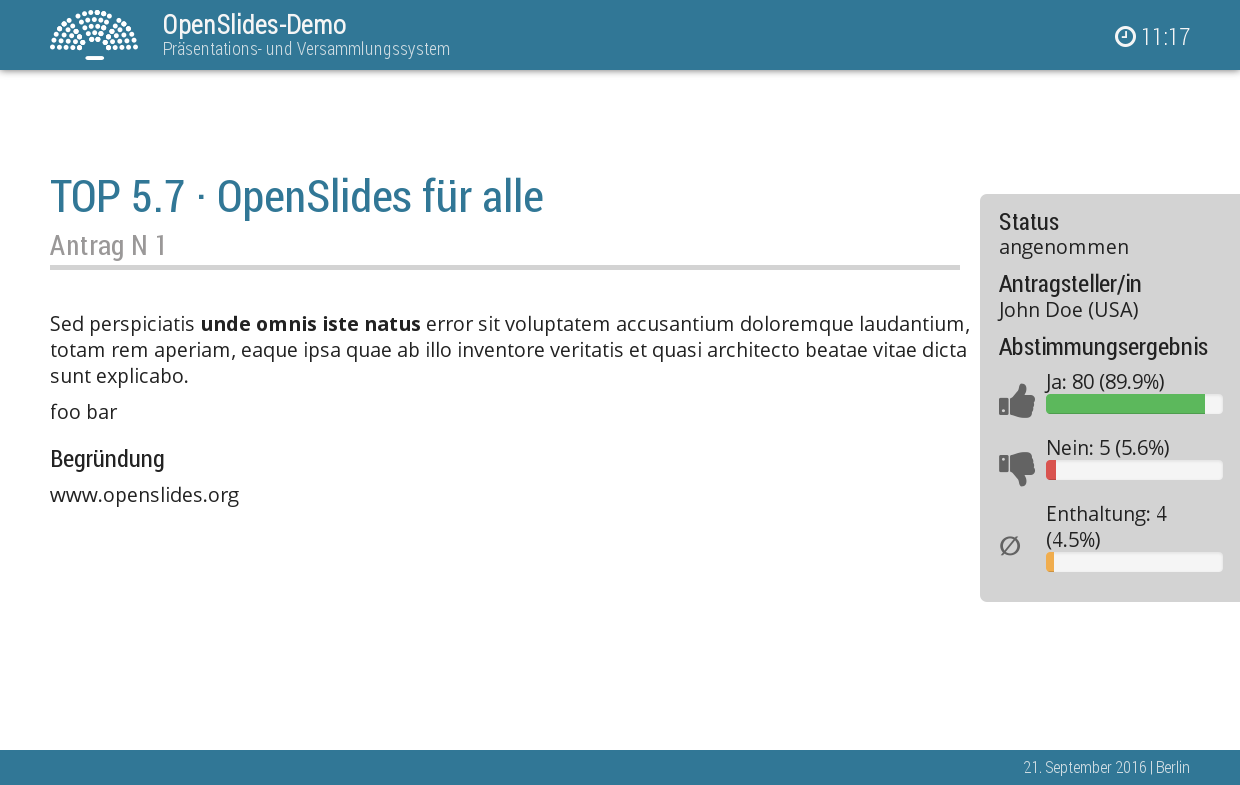 OpenSlides-Demo
Präsentations- und Versammlungssystem
11:17
TOP 5.7 · OpenSlides für alle
Antrag N 1
Sed perspiciatis unde omnis iste natus error sit voluptatem accusantium doloremque laudantium,
totam rem aperiam, eaque ipsa quae ab illo inventore veritatis et quasi architecto beatae vitae dicta
sunt explicabo.
foo bar
Begründung
www.openslides.org
Status
angenommen
Antragsteller/in
John Doe (USA)
Abstimmungsergebnis
Ja: 80 (89.9%)
Nein: 5 (5.6%)
Enthaltung: 4
(4.5%)
21. September 2016 | Berlin